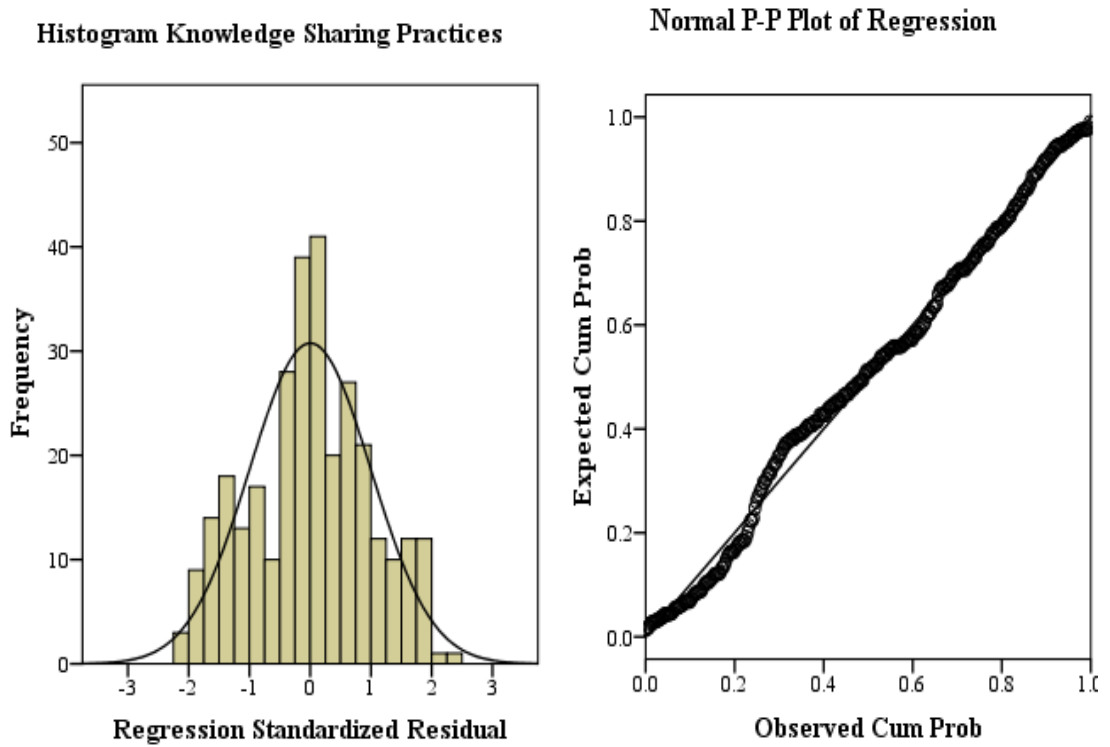 Histogram Knowledge Sharing Practices
Frequency
50
40
30
20
10
0
-3 -2 -1 0 1 2 3
Regression Standardized Residual
Normal P-P Plot of Regression
Expected Cum Prob
1.0
0.8
0.6
0.4
0.2
0.0
0.0 0.2 0.4 0.6 0.8 1.0
Observed Cum Prob